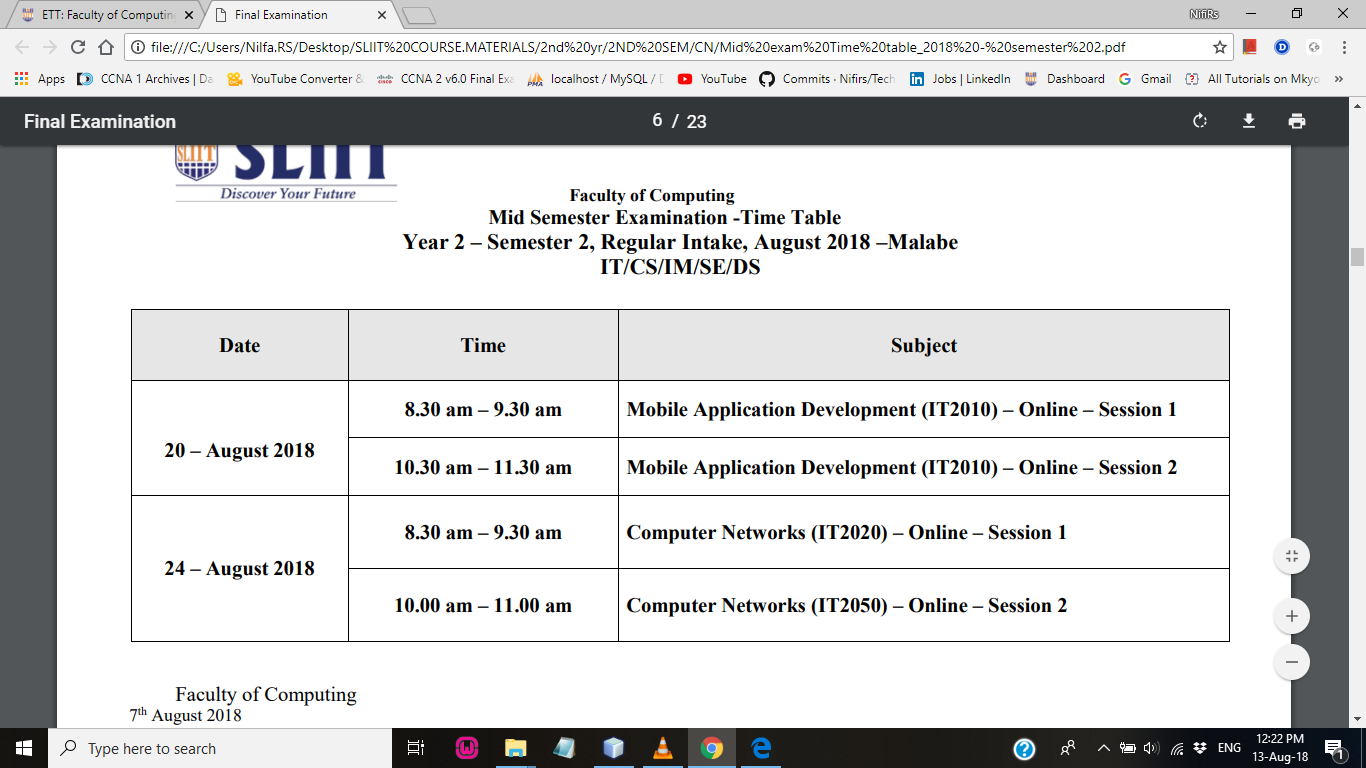 ETT: Faculty of Computin
Final Examination
NifiRs
file:///C:/Users/Nilfa.RS/Desktop/SLIIT%20COURSE.MATERIALS/2nd%20yr/2ND%20SEM/CN/Mid%20exam%20Time%20table_2018%20-%20semester%202.pdf
Apps
CCNA 1 Archives | Da
YouTube Converter &
CCNA 2 v6.0 Final Exa
localhost / MySQL / [
YouTube
Commits · Nifirs/Tech
Jobs | LinkedIn
Dashboard
Gmail
All Tutorials on Mkyo
»
Final Examination
6 / 23
SLIIT
SLIIT
Discover Your Future
Faculty of Computing
Mid Semester Examination -Time Table
Year 2 – Semester 2, Regular Intake, August 2018 –Malabe
IT/CS/IM/SE/DS
Date Time Subject
20 – August 2018
8.30 am – 9.30 am Mobile Application Development (IT2010) – Online – Session 1
10.30 am – 11.30 am Mobile Application Development (IT2010) – Online – Session 2
24 – August 2018
8.30 am – 9.30 am Computer Networks (IT2020) – Online – Session 1
10.00 am – 11.00 am Computer Networks (IT2050) – Online – Session 2
Faculty of Computing
7th August 2018
Type here to search
ENG
12:22 PM
13-Aug-18
1